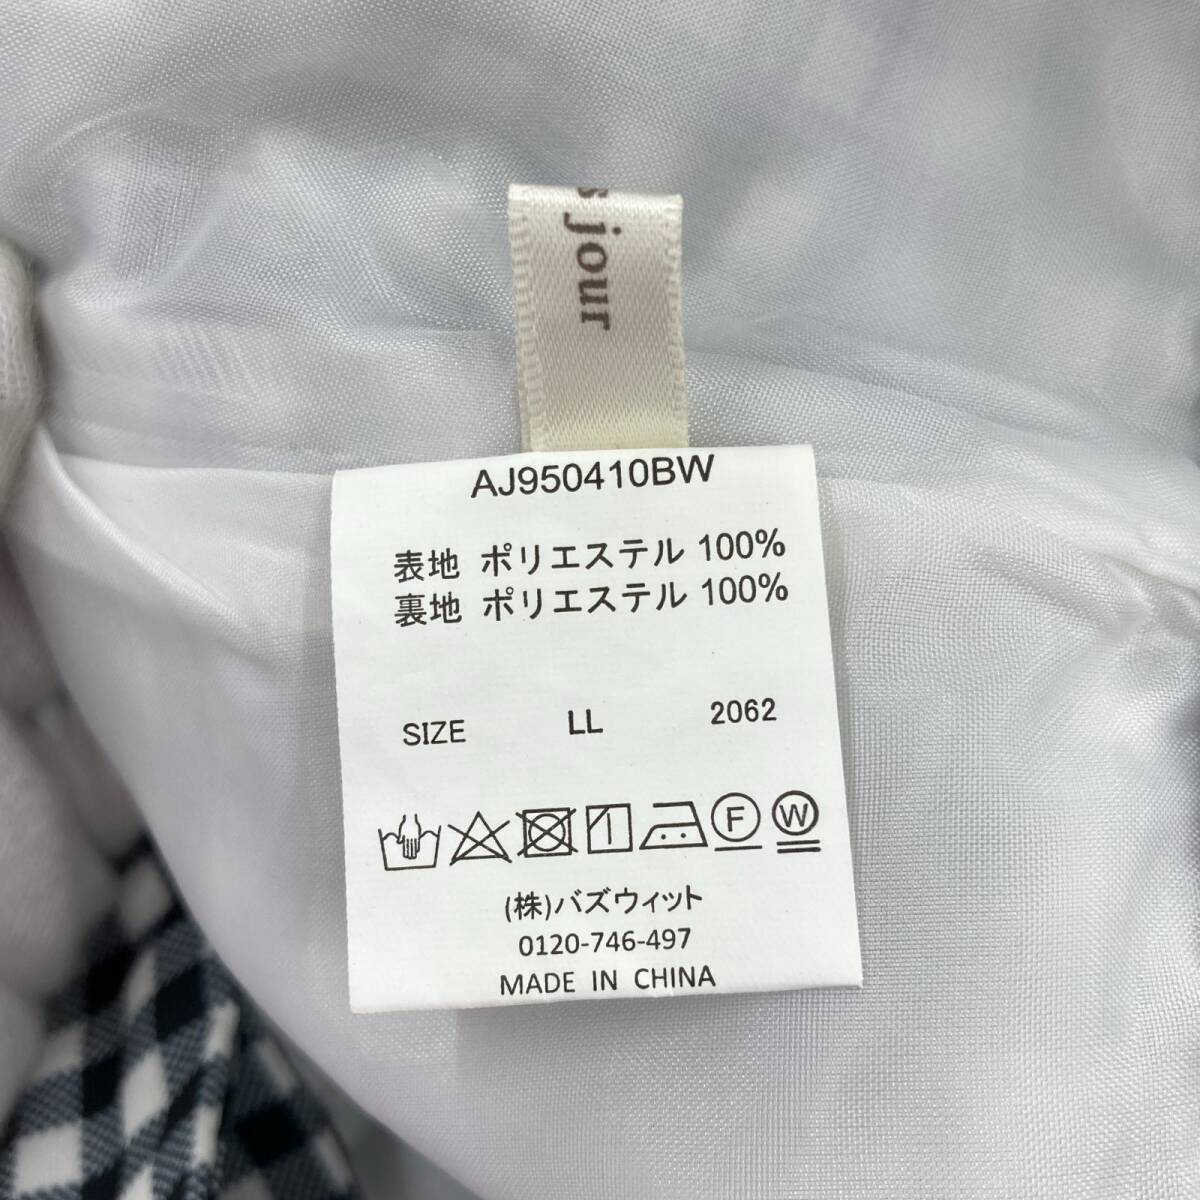 s jour
AJ950410BW
表地 ポリエステル 100%
裏地 ポリエステル 100%
SIZE LL 2062
F W
(株)バズウィット
0120-746-497
MADE IN CHINA